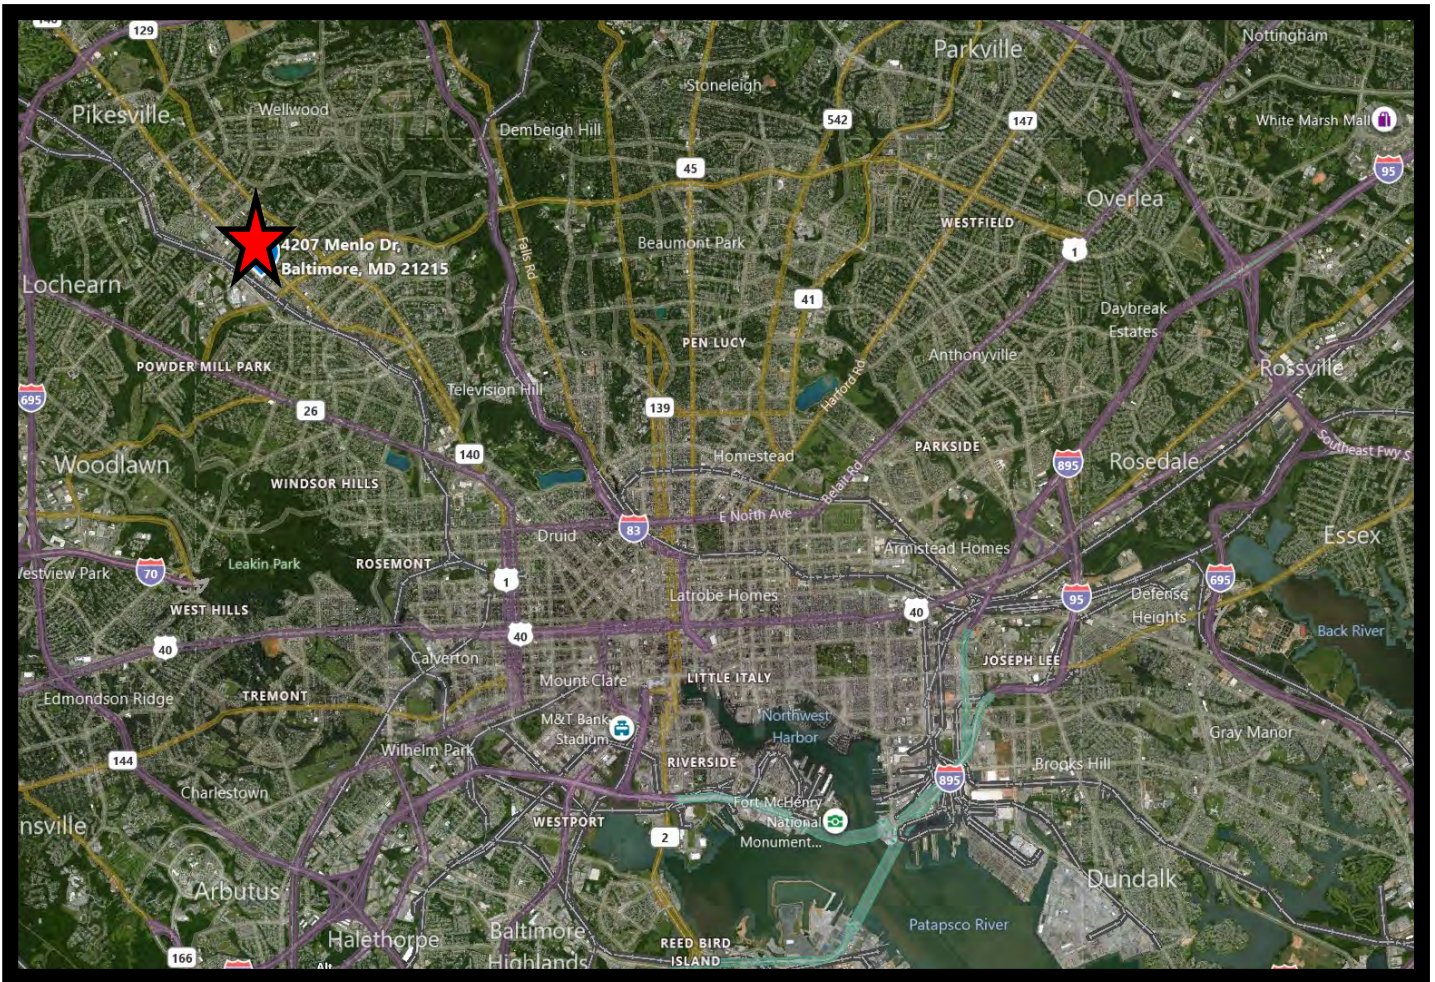 140
129
Nottingham
Parkville
Stoneleigh
Pikesville
Wellwood
Dembeigh Hill
542
147
White Marsh Mall
45
95
Overlea
WESTFIELD
4207 Menlo Dr,
Baltimore, MD 21215
Falls Rd
Beaumont Park
1
Lochearn
41
Daybreak
Estates
PEN LUCY
Anthonyville
POWDER MILL PARK
Rossville
Television Hill
Harford Rd
695
26
139
140
Homestead
PARKSIDE
Southeast Fwy S
Woodlawn
895
Rosedale
WINDSOR HILLS
Belair Rd
E North Ave
83
Druid
Essex
Armistead Homes
Leakin Park
ROSEMONT
Westview Park
70
1
695
Latrobe Homes
95
Defense
Heights
WEST HILLS
40
40
40
Back River
Calverton
JOSEPH LEE
Mount Clare
LITTLE ITALY
Edmondson Ridge
TREMONT
M&T Bank
Stadium
Northwest
Harbor
Gray Manor
Wilhelm Park
144
RIVERSIDE
Brooks Hill
895
Charlestown
Fort McHenry
National
Monument...
nsville
WESTPORT
2
Arbutus
Dundalk
Halethorpe
Baltimore
Highlands
Patapsco River
REED BIRD
ISLAND
166
Alt